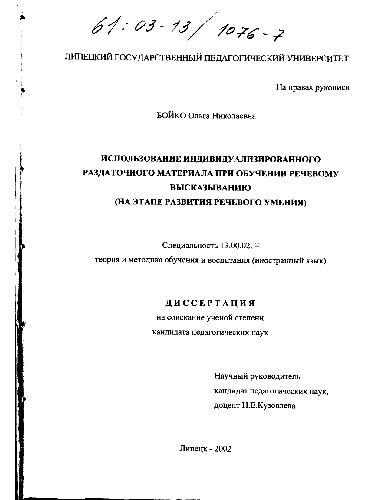 61:03-13/1076-7
ЛИПЕЦКИЙ ГОСУДАРСТВЕННЫЙ ПЕДАГОГИЧЕСКИЙ УНИВЕРСИТЕТ
На правах рукописи
БОЙКО Ольга Николаевна
ИСПОЛЬЗОВАНИЕ ИНДИВИДУАЛИЗИРОВАННОГО
РАЗДАТОЧНОГО МАТЕРИАЛА ПРИ ОБУЧЕНИИ РЕЧЕВОМУ
ВЫСКАЗЫВАНИЮ
(НА ЭТАПЕ РАЗВИТИЯ РЕЧЕВОГО УМЕНИЯ)
Специальность 13.00.02. –
теория и методика обучения и воспитания (иностранный язык)
ДИССЕРТАЦИЯ
на соискание ученой степени
кандидата педагогических наук
Научный руководитель
кандидат педагогических наук,
доцент Н.Е.Кузовлева
Липецк - 2002